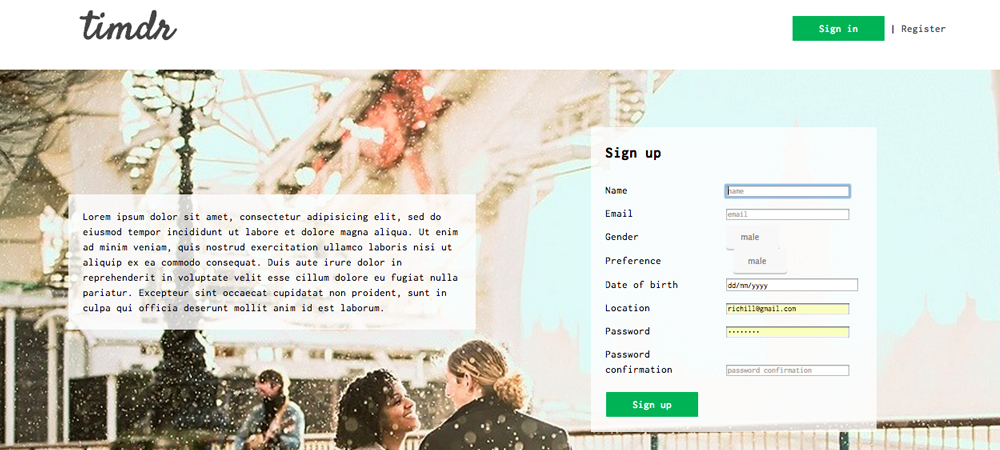 timdr
Sign in | Register
Lorem ipsum dolor sit amet, consectetur adipisicing elit, sed do
eiusmod tempor incididunt ut labore et dolore magna aliqua. Ut enim
ad minim veniam, quis nostrud exercitation ullamco laboris nisi ut
aliquip ex ea commodo consequat. Duis aute irure dolor in
reprehenderit in voluptate velit esse cillum dolore eu fugiat nulla
pariatur. Excepteur sint occaecat cupidatat non proident, sunt in
culpa qui officia deserunt mollit anim id est laborum.
Sign up
Name name
Email email
Gender male
Preference male
Date of birth dd/mm/yyyy
Location richill@gmail.com
Password ••••••••
Password
confirmation password confirmation
Sign up